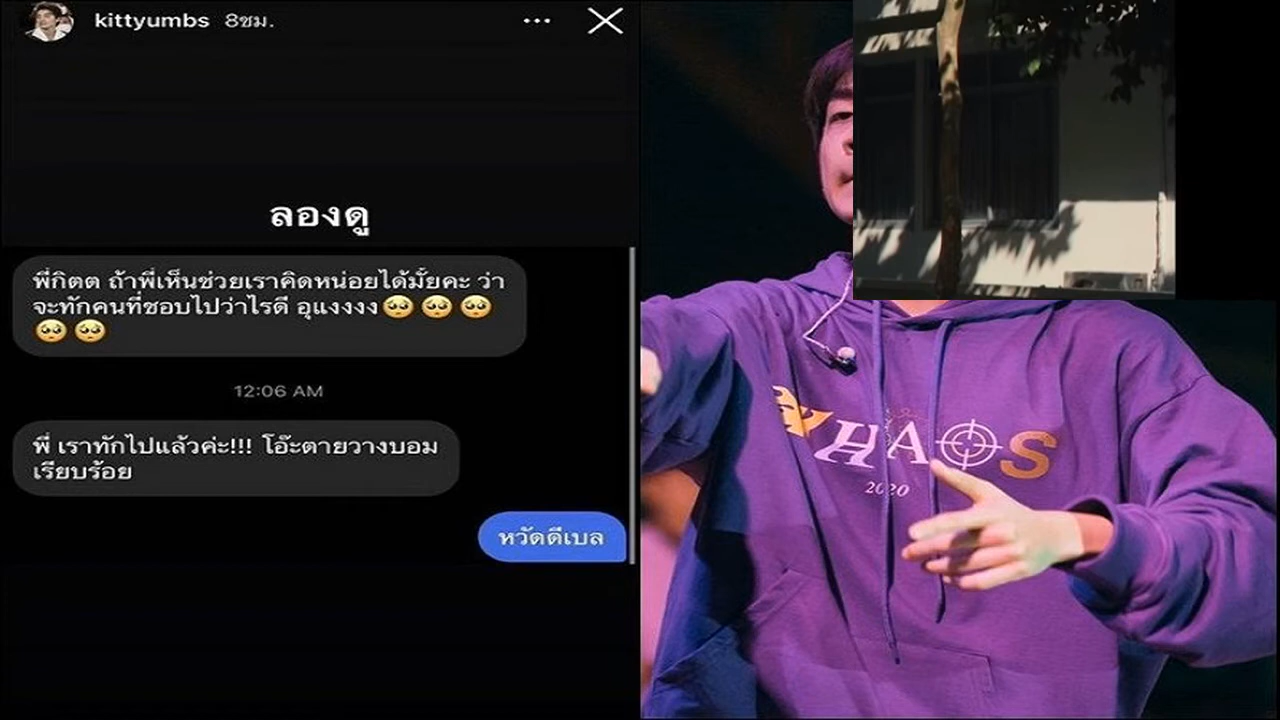 kittyumbs 8ชม.
ลองดู
พี่กิตต ถ้าพี่เห็นช่วยเราคิดหน่อยได้มั้ยคะ ว่า
จะทักคนที่ชอบไปว่าไรดี อุแงงงง🥺🥺🥺
🥺🥺
12:06 AM
พี่ เราทักไปแล้วค่ะ!!! โอ๊ะตายวางบอม
เรียบร้อย
หวัดดีเบล
KHAOS
2020